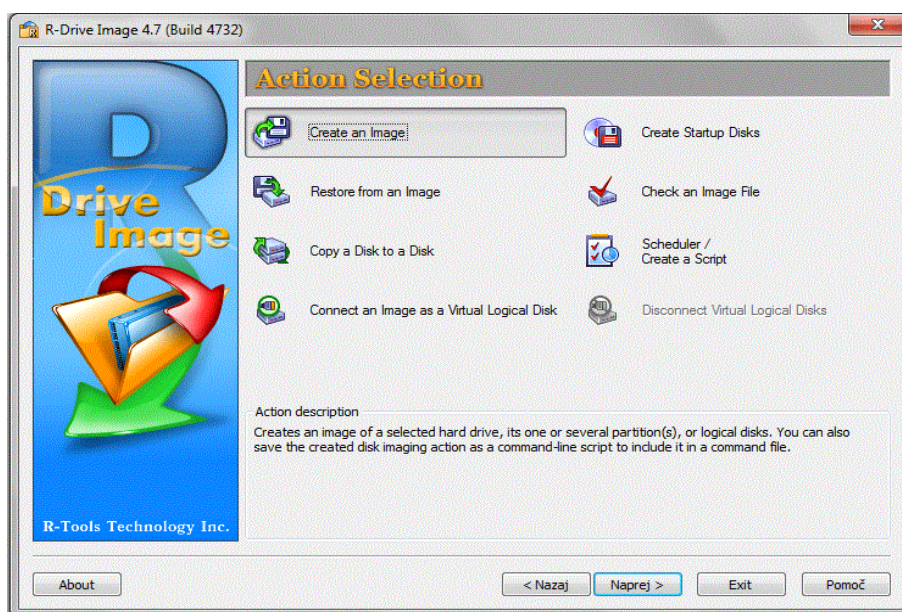 R-Drive Image 4.7 (Build 4732)
Action Selection
Create an Image
Create Startup Disks
Restore from an Image
Check an Image File
Copy a Disk to a Disk
Scheduler /
Create a Script
Connect an Image as a Virtual Logical Disk
Disconnect Virtual Logical Disks
R
Drive
Image
R-Tools Technology Inc.
Action description
Creates an image of a selected hard drive, its one or several partition(s), or logical disks. You can also
save the created disk imaging action as a command-line script to include it in a command file.
About
< Nazaj
Naprej >
Exit
Pomoč